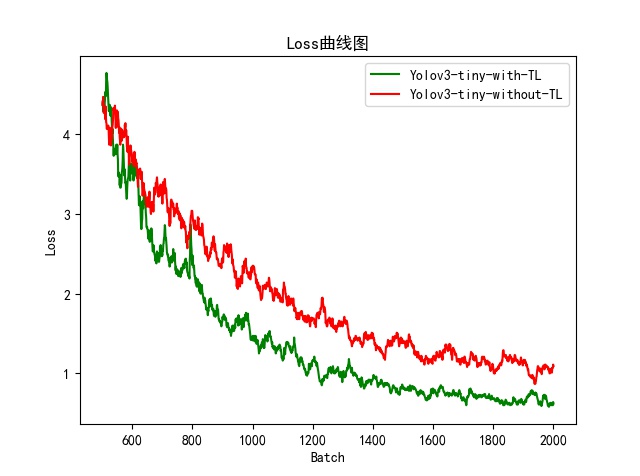 Loss曲线图
Yolov3-tiny-with-TL
Yolov3-tiny-without-TL
Loss
4
3
2
1
600 800 1000 1200 1400 1600 1800 2000
Batch